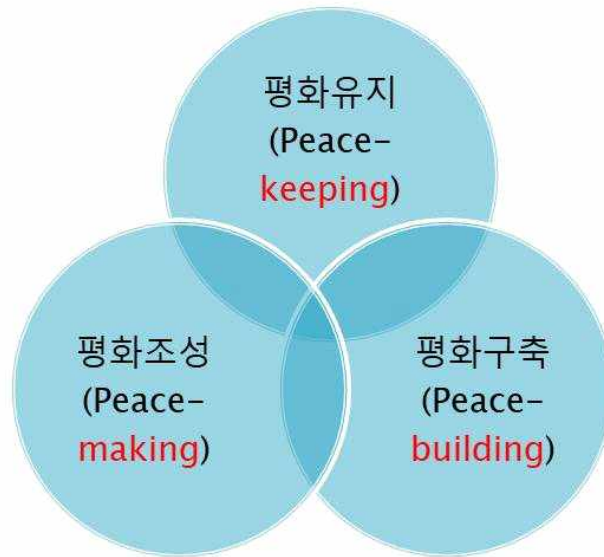 평화유지
(Peace-
keeping)
평화조성
(Peace-
making)
평화구축
(Peace-
building)